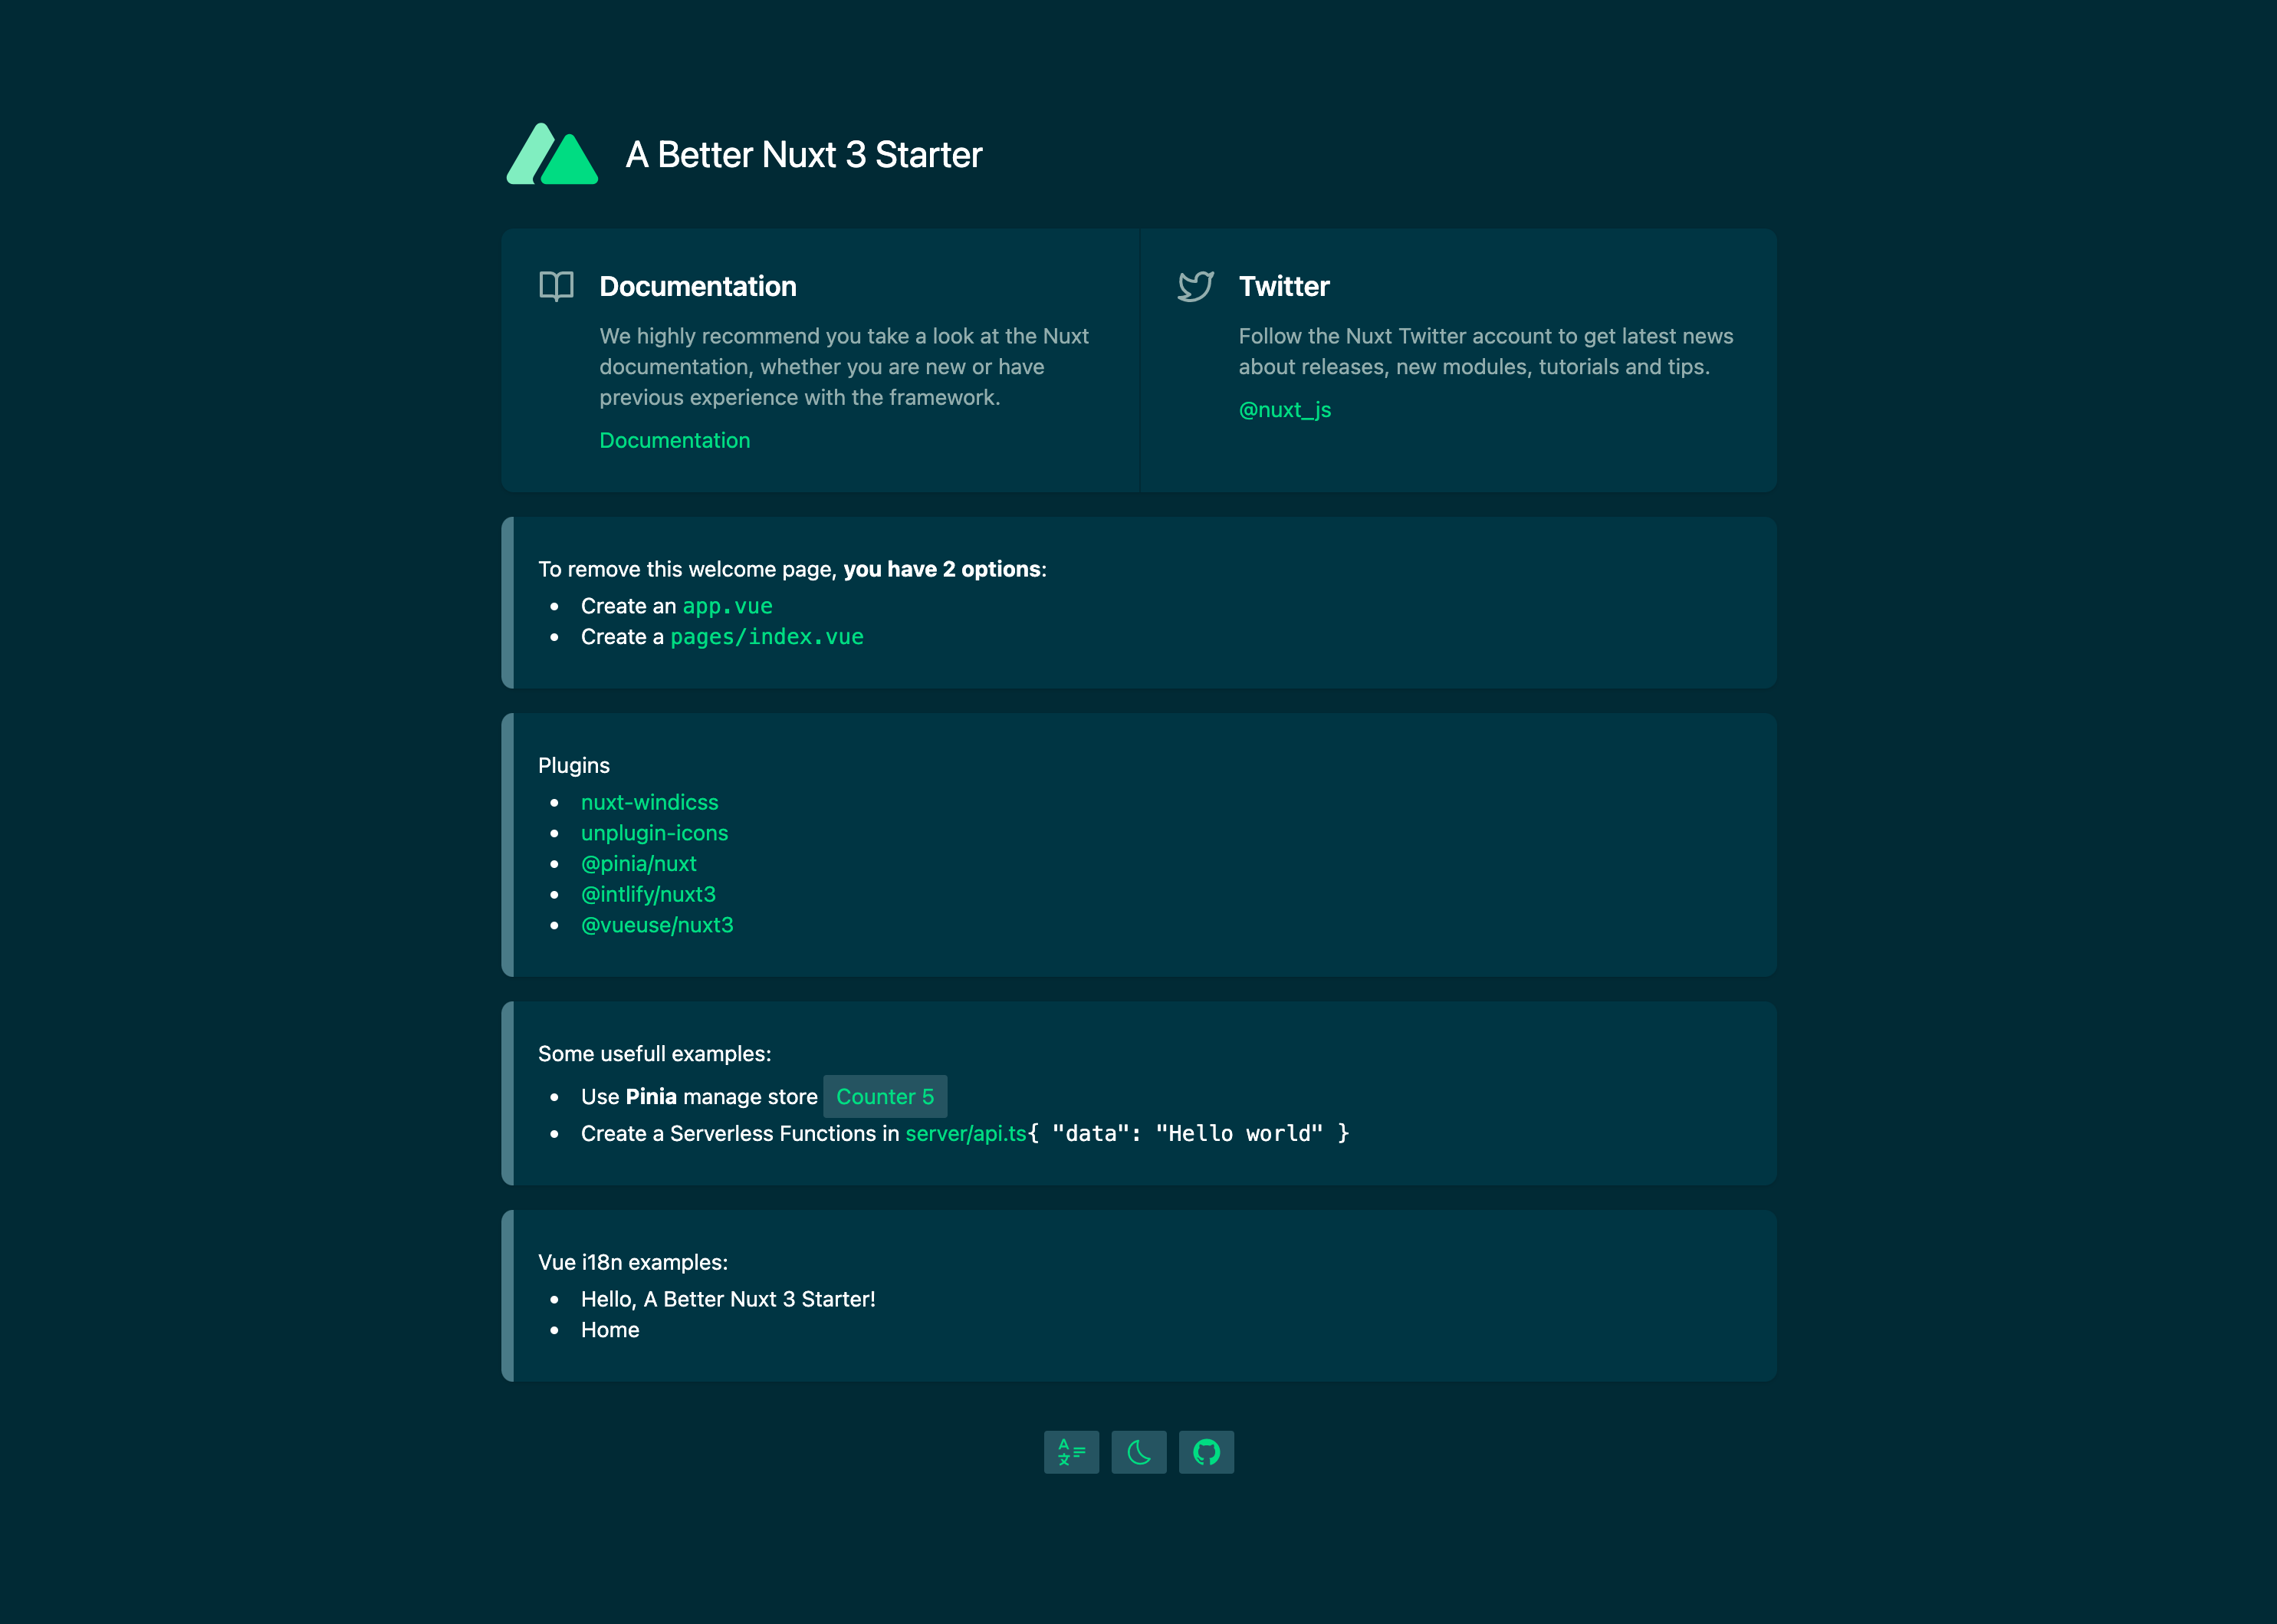 A Better Nuxt 3 Starter
Documentation
We highly recommend you take a look at the Nuxt
documentation, whether you are new or have
previous experience with the framework.
Documentation
Twitter
Follow the Nuxt Twitter account to get latest news
about releases, new modules, tutorials and tips.
@nuxt_js
To remove this welcome page, you have 2 options:
Create an app.vue
Create a pages/index.vue
Plugins
nuxt-windicss
unplugin-icons
@pinia/nuxt
@intlify/nuxt3
@vueuse/nuxt3
Some usefull examples:
Use Pinia manage store Counter 5
Create a Serverless Functions in server/api.ts{ "data": "Hello world" }
Vue i18n examples:
Hello, A Better Nuxt 3 Starter!
Home